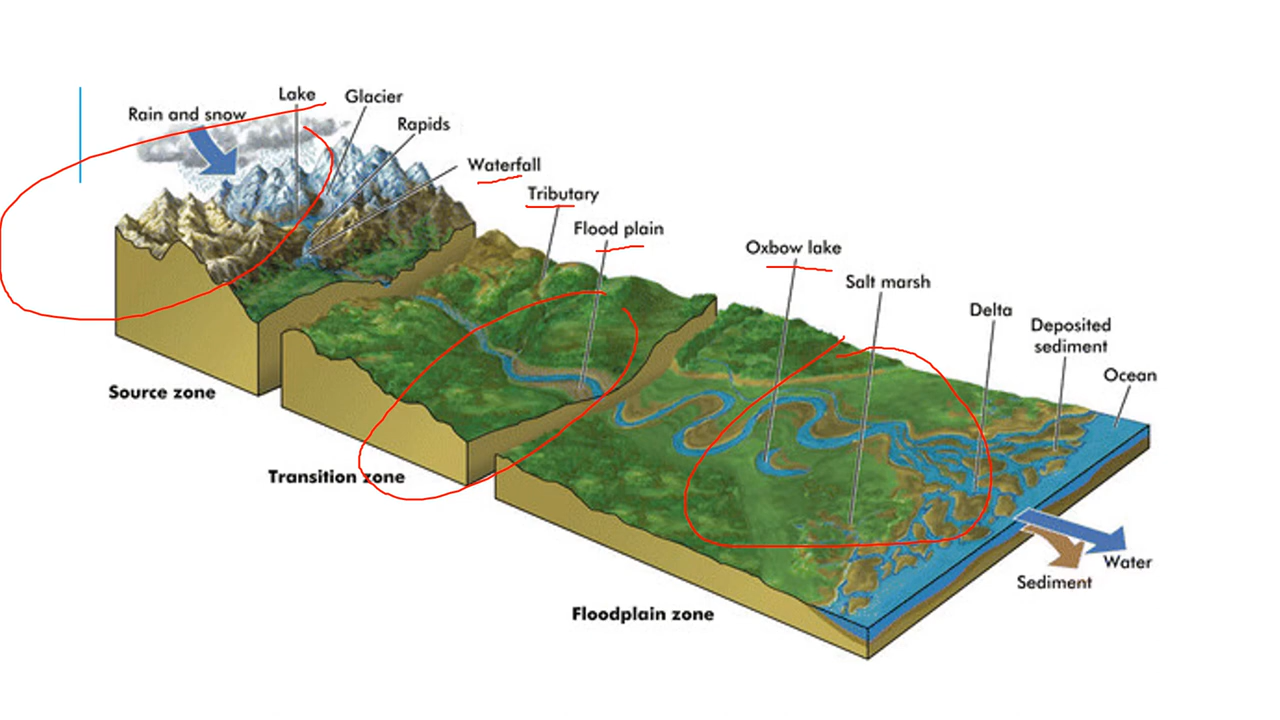 Lake
Glacier
Rain and snow
Rapids
Waterfall
Tributary
Flood plain
Oxbow lake
Salt marsh
Delta
Deposited
sediment
Ocean
Source zone
Transition zone
Water
Sediment
Floodplain zone